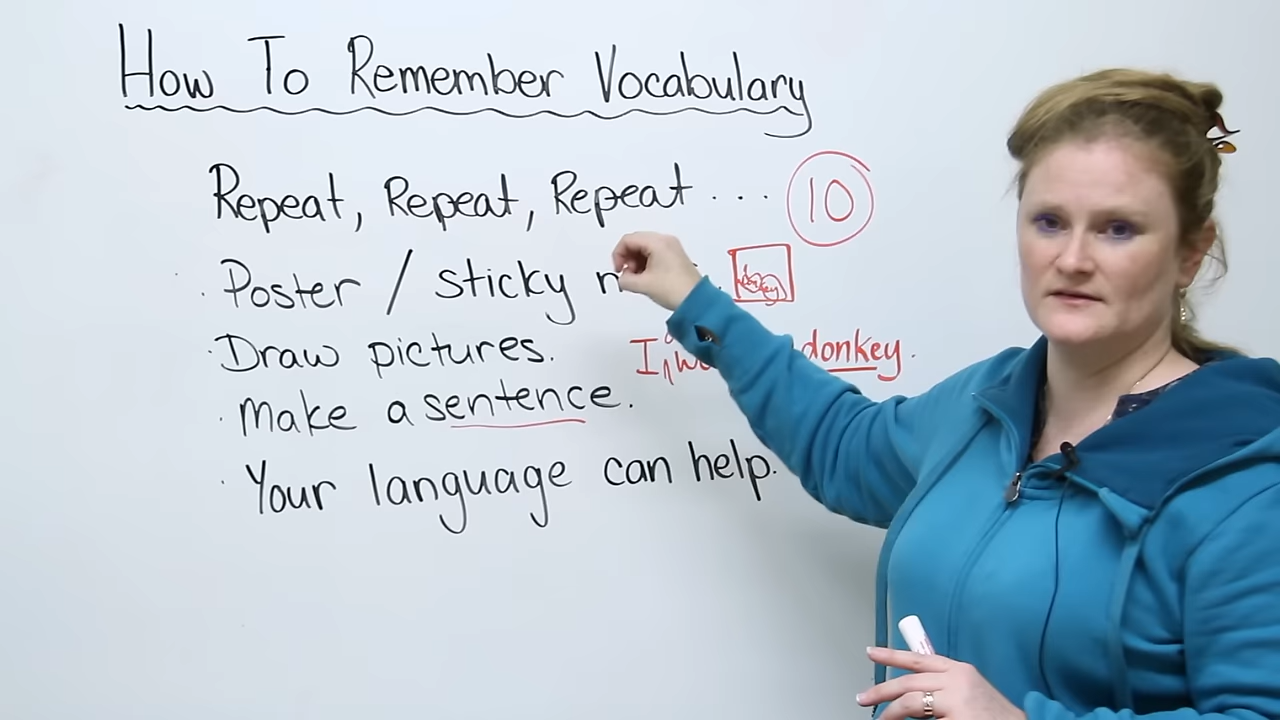 How To Remember Vocabulary
Repeat, Repeat, Repeat ... 10
Poster / sticky
donkey
Draw pictures.
I donkey.
Make a sentence.
Your language can help.